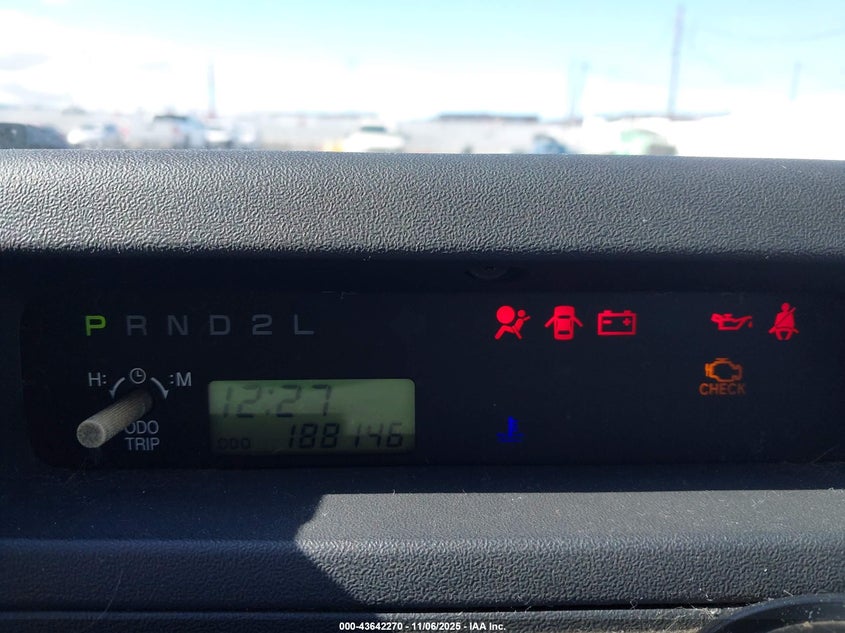 P R N D 2 L
H: :M
12:27
ODO
TRIP
ODO 188146
CHECK
000-43642270 - 11/06/2025 - IAA Inc.